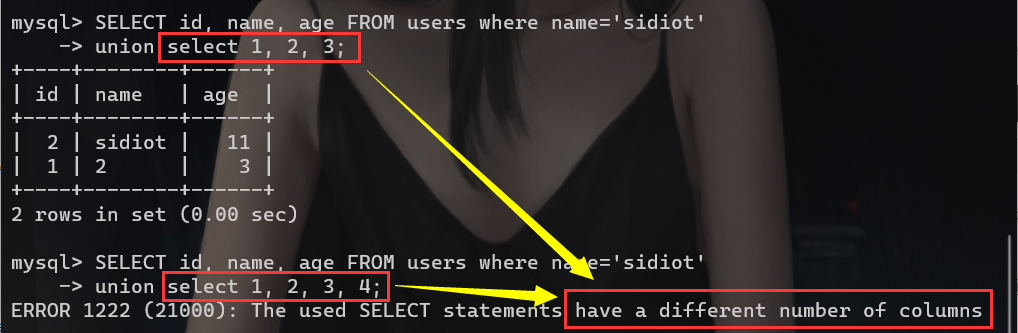 mysql> SELECT id, name, age FROM users where name='sidiot'
    -> union select 1, 2, 3;
+----+--------+------+
| id | name   | age  |
+----+--------+------+
|  2 | sidiot |   11 |
|  1 | 2      |    3 |
+----+--------+------+
2 rows in set (0.00 sec)
mysql> SELECT id, name, age FROM users where name='sidiot'
    -> union select 1, 2, 3, 4;
ERROR 1222 (21000): The used SELECT statements have a different number of columns